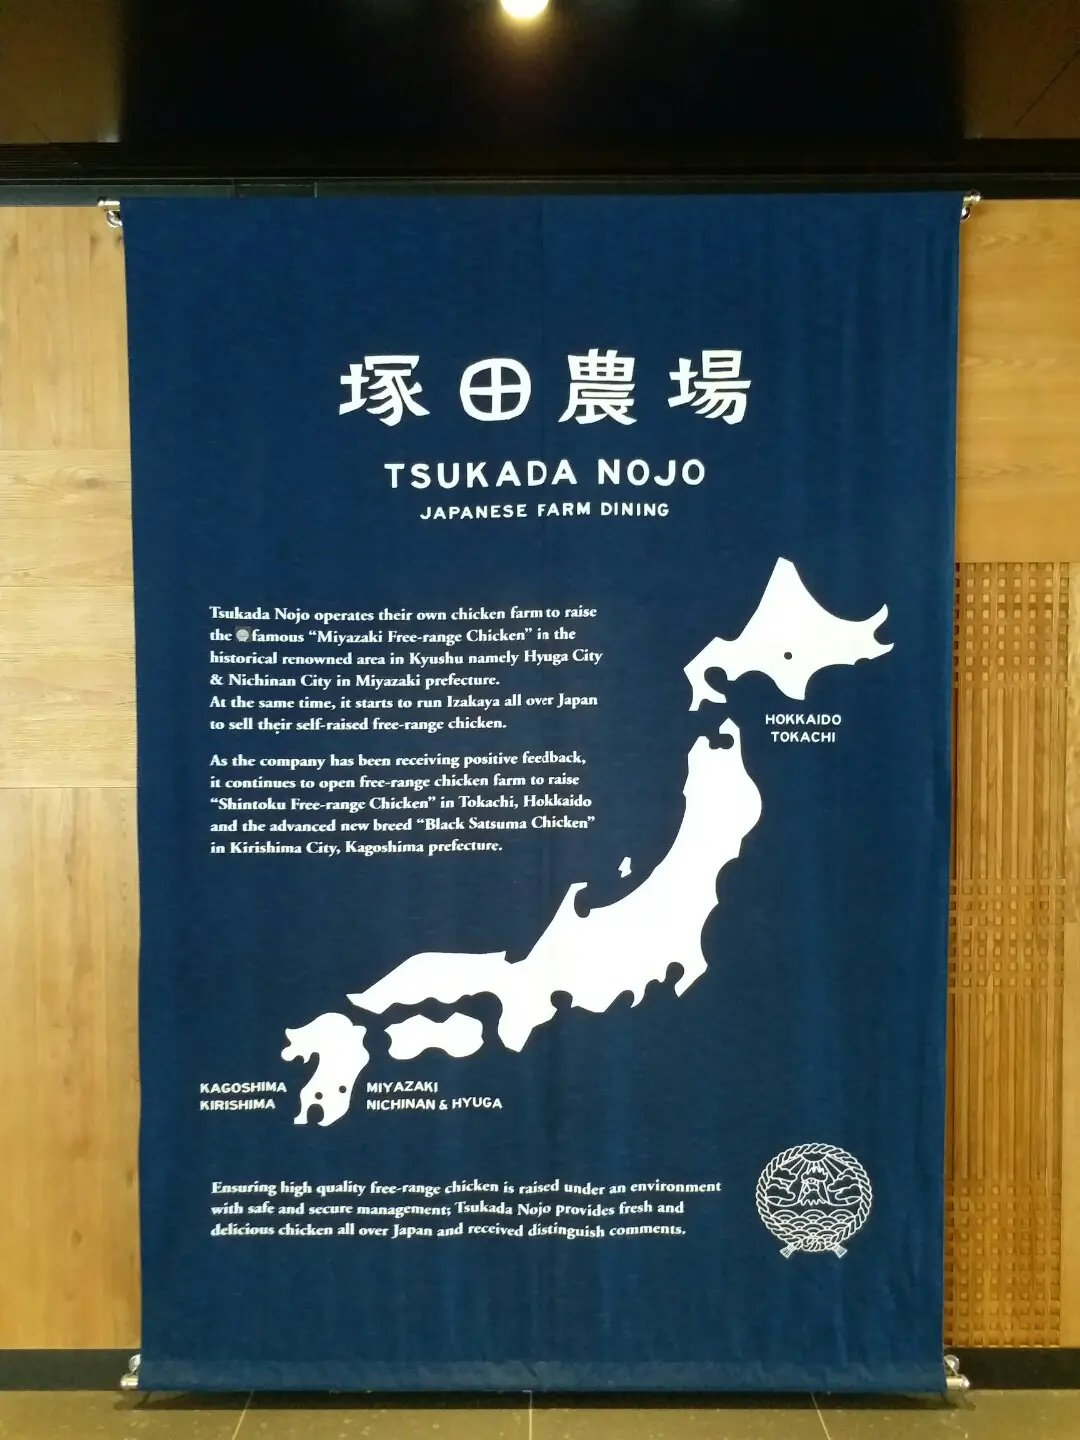 塚田農場
TSUKADA NOJO
JAPANESE FARM DINING
Tsukada Nojo operates their own chicken farm to raise
the famous “Miyazaki Free-range Chicken” in the
historical renowned area in Kyushu namely Hyuga City
& Nichinan City in Miyazaki prefecture.
At the same time, it starts to run Izakaya all over Japan
to sell their self-raised free-range chicken.
As the company has been receiving positive feedback,
it continues to open free-range chicken farm to raise
“Shintoku Free-range Chicken” in Tokachi, Hokkaido
and the advanced new breed “Black Satsuma Chicken”
in Kirishima City, Kagoshima prefecture.
HOKKAIDO
TOKACHI
KAGOSHIMA
KIRISHIMA
MIYAZAKI
NICHINAN & HYUGA
Ensuring high quality free-range chicken is raised under an environment
with safe and secure management; Tsukada Nojo provides fresh and
delicious chicken all over Japan and received distinguish comments.